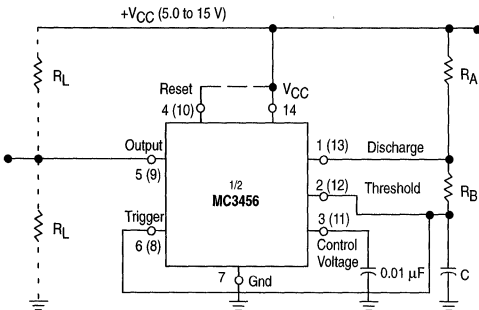 +VCC (5.0 to 15 V)
RL
Reset
4 (10)
VCC
14
RA
Output
5 (9)
1 (13)
Discharge
1/2
MC3456
2 (12)
Threshold
RB
RL
Trigger
6 (8)
3 (11)
Control
Voltage
7
Gnd
0.01 µF
C